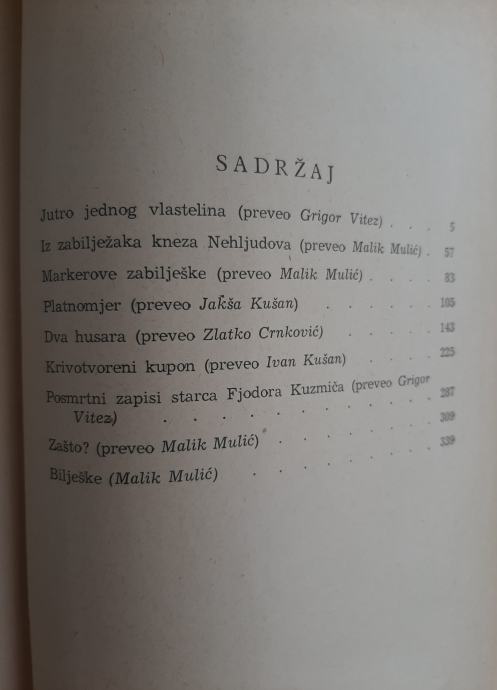 SADRŽAJ
Jutro jednog vlastelina (preveo Grigor Vitez) . . . 5
Iz zabilježaka kneza Nehljudova (preveo Malik Mulić) . 57
Markerove zabilješke (preveo Malik Mulić) . . . . 83
Platnomjer (preveo Jakša Kušan) . . . . . 105
Dva husara (preveo Zlatko Crnković) . . . . . 143
Krivotvoreni kupon (preveo Ivan Kušan) . . . . 225
Posmrtni zapisi starca Fjodora Kuzmiča (preveo Grigor
Vitez) . . . . . . . . . . 287
Zašto? (preveo Malik Mulić) . . . . . . 309
Bilješke (Malik Mulić) . . . . . . . 339